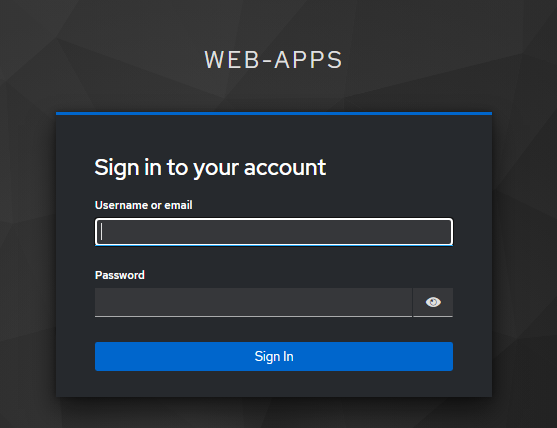 WEB-APPS
Sign in to your account
Username or email
Password
Sign In